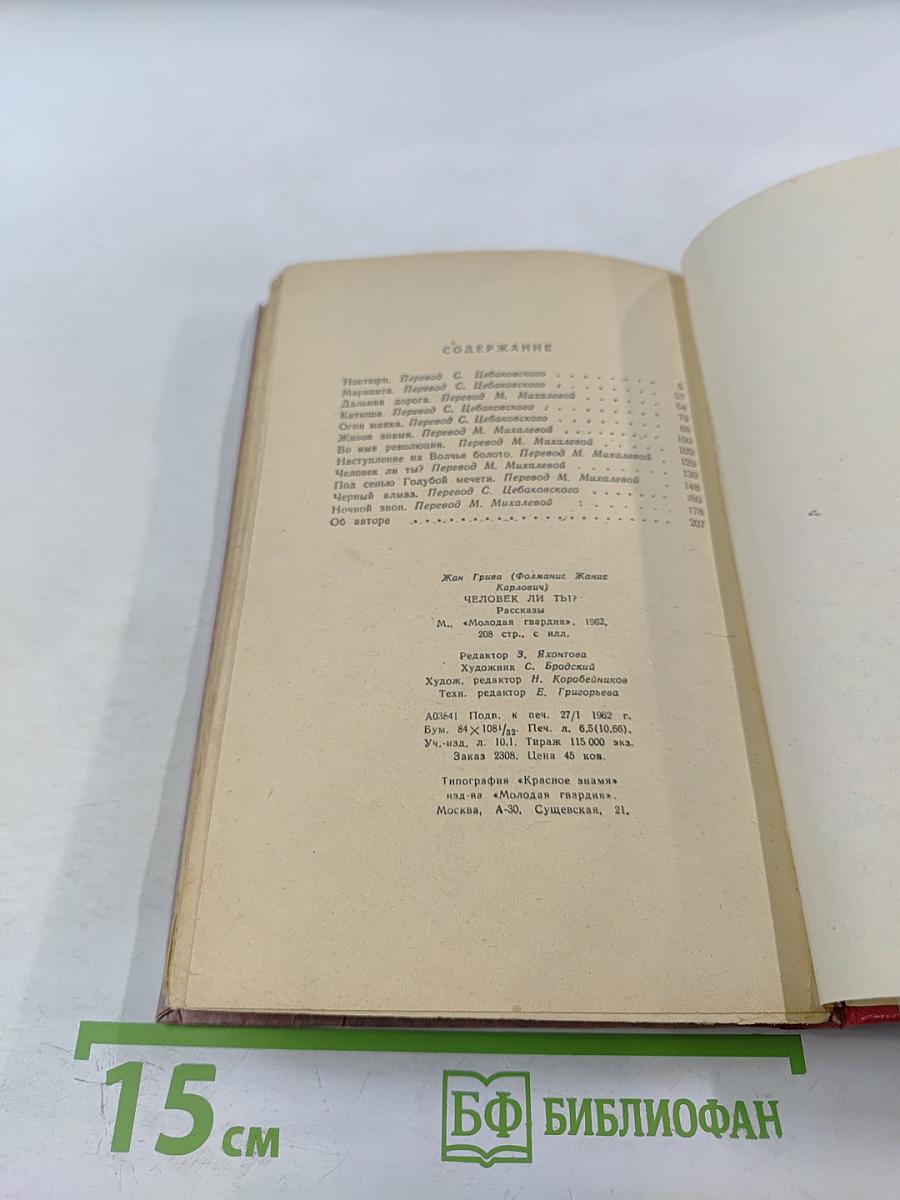 СОДЕРЖАНИЕ
Ноктюрн. Перевод С. Цебаковского . . . . . . . 5
Марикита. Перевод С. Цебаковского . . . . . . . 57
Дальняя дорога. Перевод М. Михалевой . . . . . . 64
Катюша. Перевод С. Цебаковского . . . . . . . 79
Огни маяка. Перевод С. Цебаковского . . . . . . . 88
Живое знамя. Перевод М. Михалевой . . . . . . . 100
Во имя революции. Перевод М. Михалевой . . . . . 109
Наступление на Волчье болото. Перевод М. Михалевой . 129
Человек ли ты? Перевод М. Михалевой . . . . . . 139
Под сенью Голубой мечети. Перевод М. Михалевой . 148
Черный алмаз. Перевод С. Цебаковского . . . . . . 160
Ночной звон. Перевод М. Михалевой . . . . . . 178
Об авторе . . . . . . . . . . . . . . . . . 207
Жан Грива (Фолманис Жанис
Карлович)
ЧЕЛОВЕК ЛИ ТЫ?
Рассказы
М., «Молодая гвардия», 1962,
208 стр., с илл.
Редактор З. Яхонтова
Художник С. Бродский
Худож. редактор Н. Коробейников
Техн. редактор Е. Григорьева
А03841 Подп. к печ. 27/I 1962 г.
Бум. 84×108 1/32. Печ. л. 6,5(10,66).
Уч.-изд. л. 10,1. Тираж 115 000 экз.
Заказ 2308. Цена 45 коп.
Типография «Красное знамя»
изд-ва «Молодая гвардия».
Москва, А-30, Сущевская, 21.
15 см
БФ БИБЛИОФАН